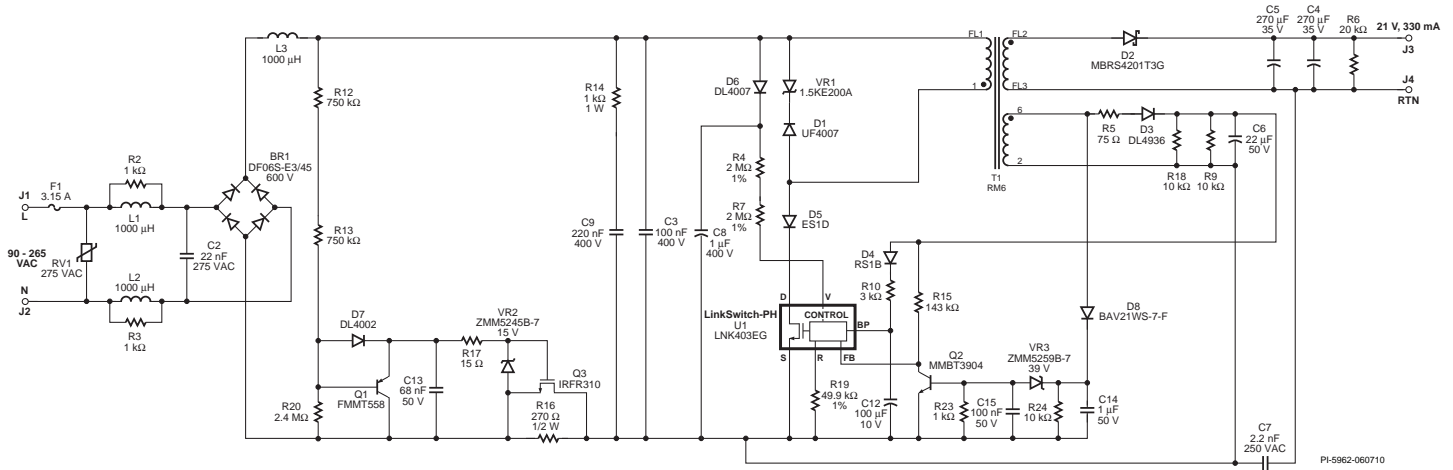 L3
1000 µH
R12
750 kΩ
R14
1 kΩ
1 W
D6
DL4007
VR1
1.5KE200A
D1
UF4007
FL1
1
FL2
FL3
D2
MBRS4201T3G
C5
270 µF
35 V
C4
270 µF
35 V
R6
20 kΩ
21 V, 330 mA
J3
J4
RTN
6
2
R5
75 Ω
D3
DL4936
R18
10 kΩ
R9
10 kΩ
C6
22 µF
50 V
T1
RM6
BR1
DF06S-E3/45
600 V
R2
1 kΩ
F1
3.15 A
J1
L
L1
1000 µH
C2
22 nF
275 VAC
90 - 265
VAC
RV1
275 VAC
L2
1000 µH
N
J2
R3
1 kΩ
R13
750 kΩ
C9
220 nF
400 V
C3
100 nF
400 V
C8
1 µF
400 V
R4
2 MΩ
1%
R7
2 MΩ
1%
D5
ES1D
D4
RS1B
R10
3 kΩ
R15
143 kΩ
D8
BAV21WS-7-F
D
V
LinkSwitch-PH
U1
LNK403EG
CONTROL
BP
S
R
FB
D7
DL4002
VR2
ZMM5245B-7
15 V
R17
15 Ω
Q3
IRFR310
Q1
FMMT558
C13
68 nF
50 V
R20
2.4 MΩ
R16
270 Ω
1/2 W
R19
49.9 kΩ
1%
C12
100 µF
10 V
Q2
MMBT3904
VR3
ZMM5259B-7
39 V
R23
1 kΩ
C15
100 nF
50 V
R24
10 kΩ
C14
1 µF
50 V
C7
2.2 nF
250 VAC
PI-5962-060710